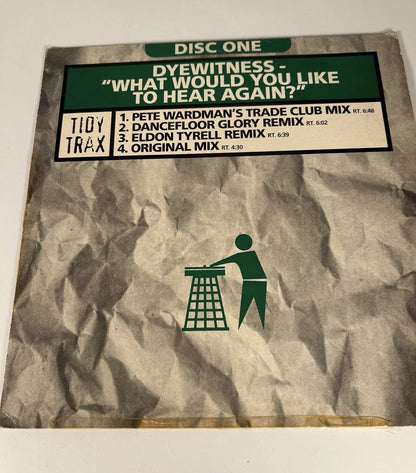 DISC ONE
DYEWITNESS -
"WHAT WOULD YOU LIKE
TO HEAR AGAIN?"
TIDY
TRAX
1. PETE WARDMAN'S TRADE CLUB MIX RT. 6:48
2. DANCEFLOOR GLORY REMIX RT. 6:02
3. ELDON TYRELL REMIX RT. 6:39
4. ORIGINAL MIX RT. 4:30